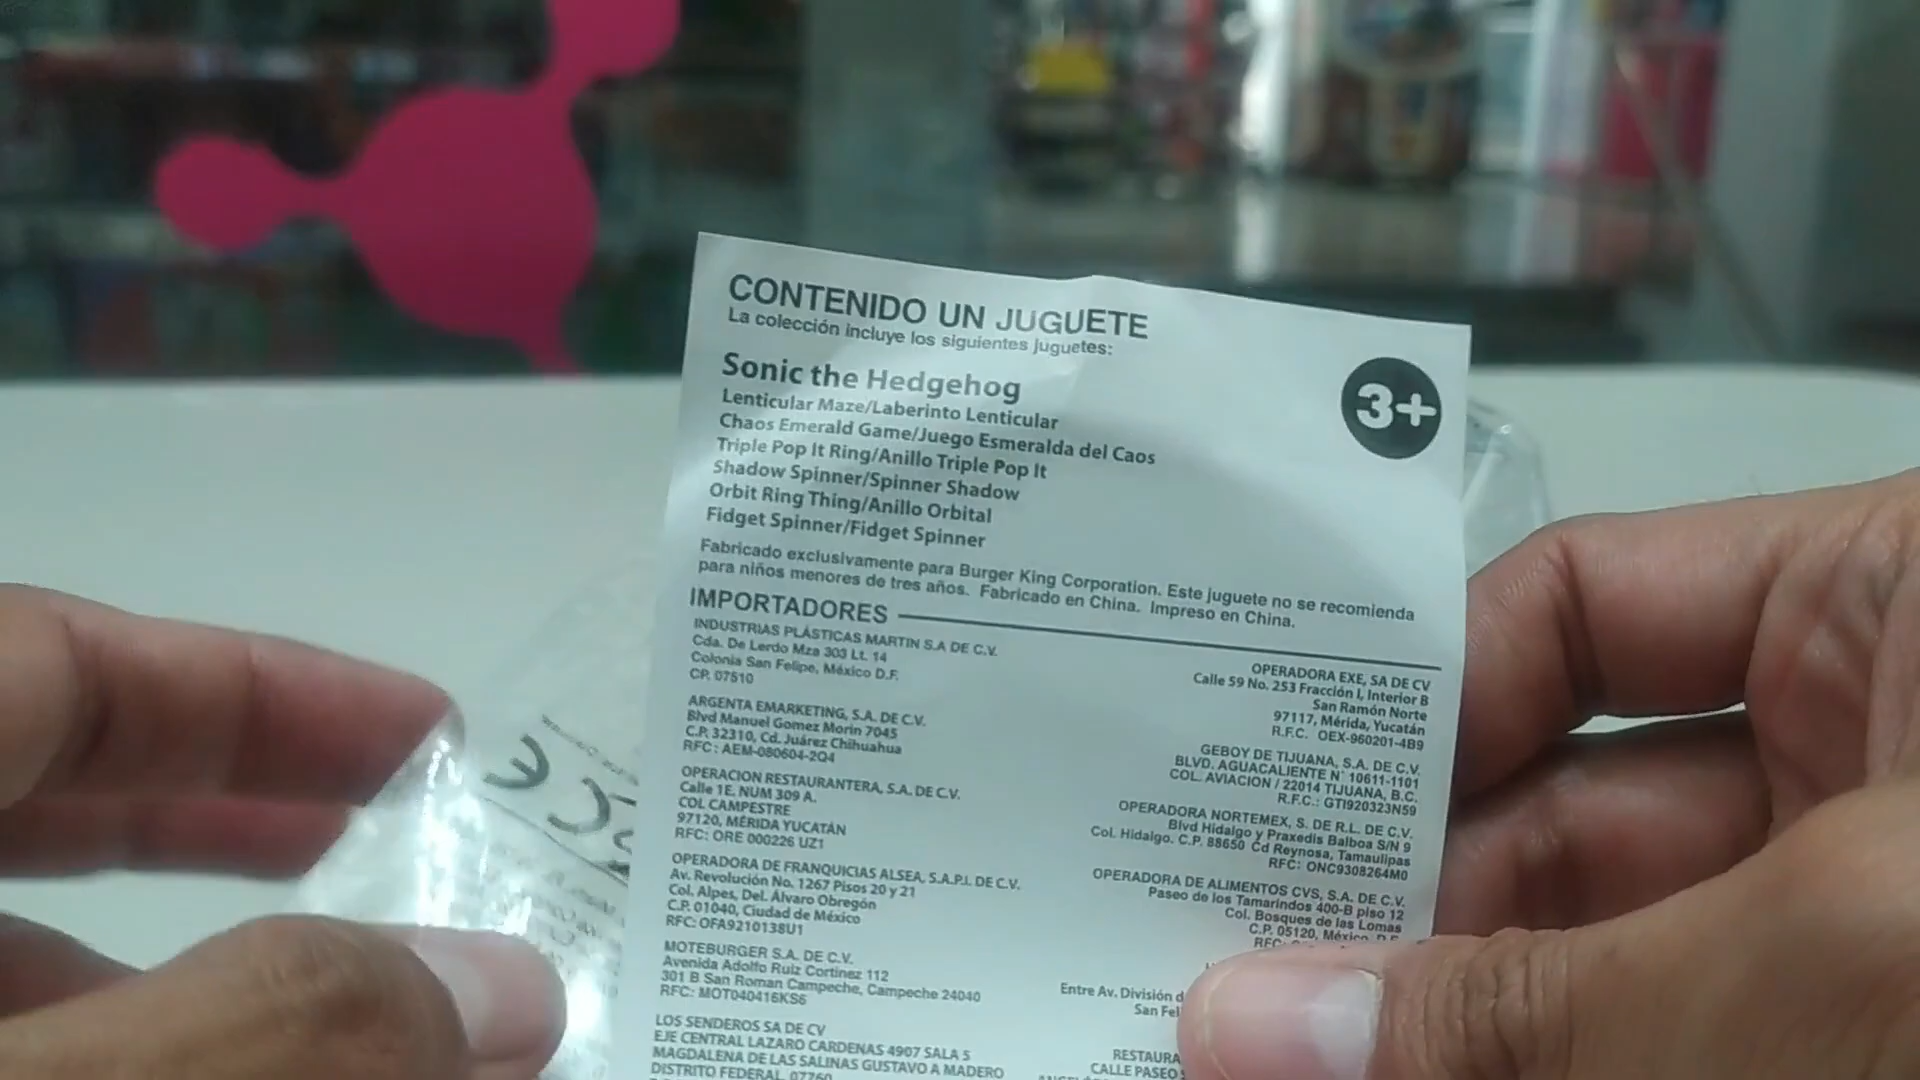 CONTENIDO UN JUGUETE
La colección incluye los siguientes juguetes:
3+
Sonic the Hedgehog
Lenticular Maze/Laberinto Lenticular
Chaos Emerald Game/Juego Esmeralda del Caos
Triple Pop It Ring/Anillo Triple Pop It
Shadow Spinner/Spinner Shadow
Orbit Ring Thing/Anillo Orbital
Fidget Spinner/Fidget Spinner
Fabricado exclusivamente para Burger King Corporation. Este juguete no se recomienda
para niños menores de tres años. Fabricado en China. Impreso en China.
IMPORTADORES
INDUSTRIAS PLÁSTICAS MARTIN S.A DE C.V.
Cda. De Lerdo Mza 303 Lt. 14
Colonia San Felipe, México D.F.
CP. 07510
ARGENTA EMARKETING, S.A. DE C.V.
Blvd Manuel Gomez Morin 7045
C.P. 32310, Cd. Juárez Chihuahua
RFC: AEM-080604-2Q4
OPERACION RESTAURANTERA, S.A. DE C.V.
Calle 1E, NUM 309 A.
COL CAMPESTRE
97120, MÉRIDA YUCATÁN
RFC: ORE 000226 UZ1
OPERADORA DE FRANQUICIAS ALSEA, S.A.P.I. DE C.V.
Av. Revolución No. 1267 Pisos 20 y 21
Col. Alpes, Del. Álvaro Obregón
C.P. 01040, Ciudad de México
RFC: OFA9210138U1
MOTEBURGER S.A. DE C.V.
Avenida Adolfo Ruiz Cortinez 112
301 B San Roman Campeche, Campeche 24040
RFC: MOT040416KS6
LOS SENDEROS SA DE CV
EJE CENTRAL LAZARO CARDENAS 4907 SALA 5
MAGDALENA DE LAS SALINAS GUSTAVO A MADERO
DISTRITO FEDERAL, 07760
OPERADORA EXE, SA DE CV
Calle 59 No. 253 Fracción I, Interior B
San Ramón Norte
97117, Mérida, Yucatán
R.F.C. OEX-960201-4B9
GEBOY DE TIJUANA, S.A. DE C.V.
BLVD. AGUACALIENTE N° 10611-1101
COL. AVIACION / 22014 TIJUANA, B.C.
R.F.C.: GTI920323N59
OPERADORA NORTEMEX, S. DE R.L. DE C.V.
Blvd Hidalgo y Praxedis Balboa S/N 9
Col. Hidalgo. C.P. 88650 Cd Reynosa, Tamaulipas
RFC: ONC9308264M0
OPERADORA DE ALIMENTOS CVS, S.A. DE C.V.
Paseo de los Tamarindos 400-B piso 12
Col. Bosques de las Lomas
C.P. 05120, México D.F.
Entre Av. División
San Fel
RESTAURA
CALLE PASEO